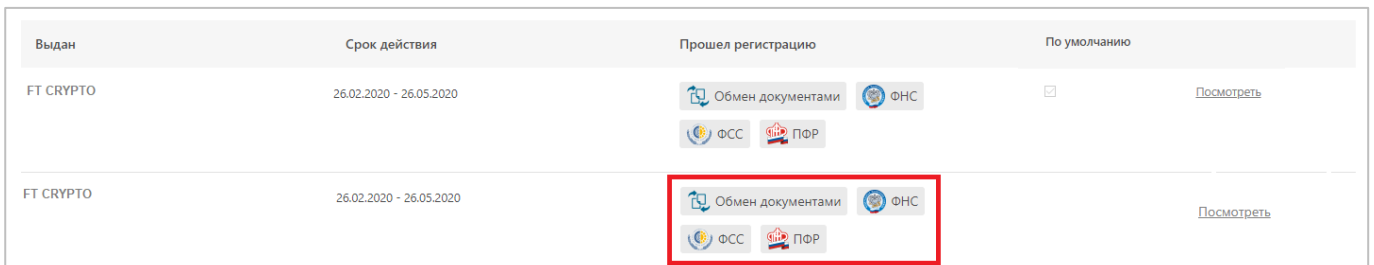 Выдан Срок действия Прошел регистрацию По умолчанию
FT CRYPTO 26.02.2020 - 26.05.2020 Обмен документами ФНС Посмотреть
ФСС ПФР
FT CRYPTO 26.02.2020 - 26.05.2020 Обмен документами ФНС Посмотреть
ФСС ПФР